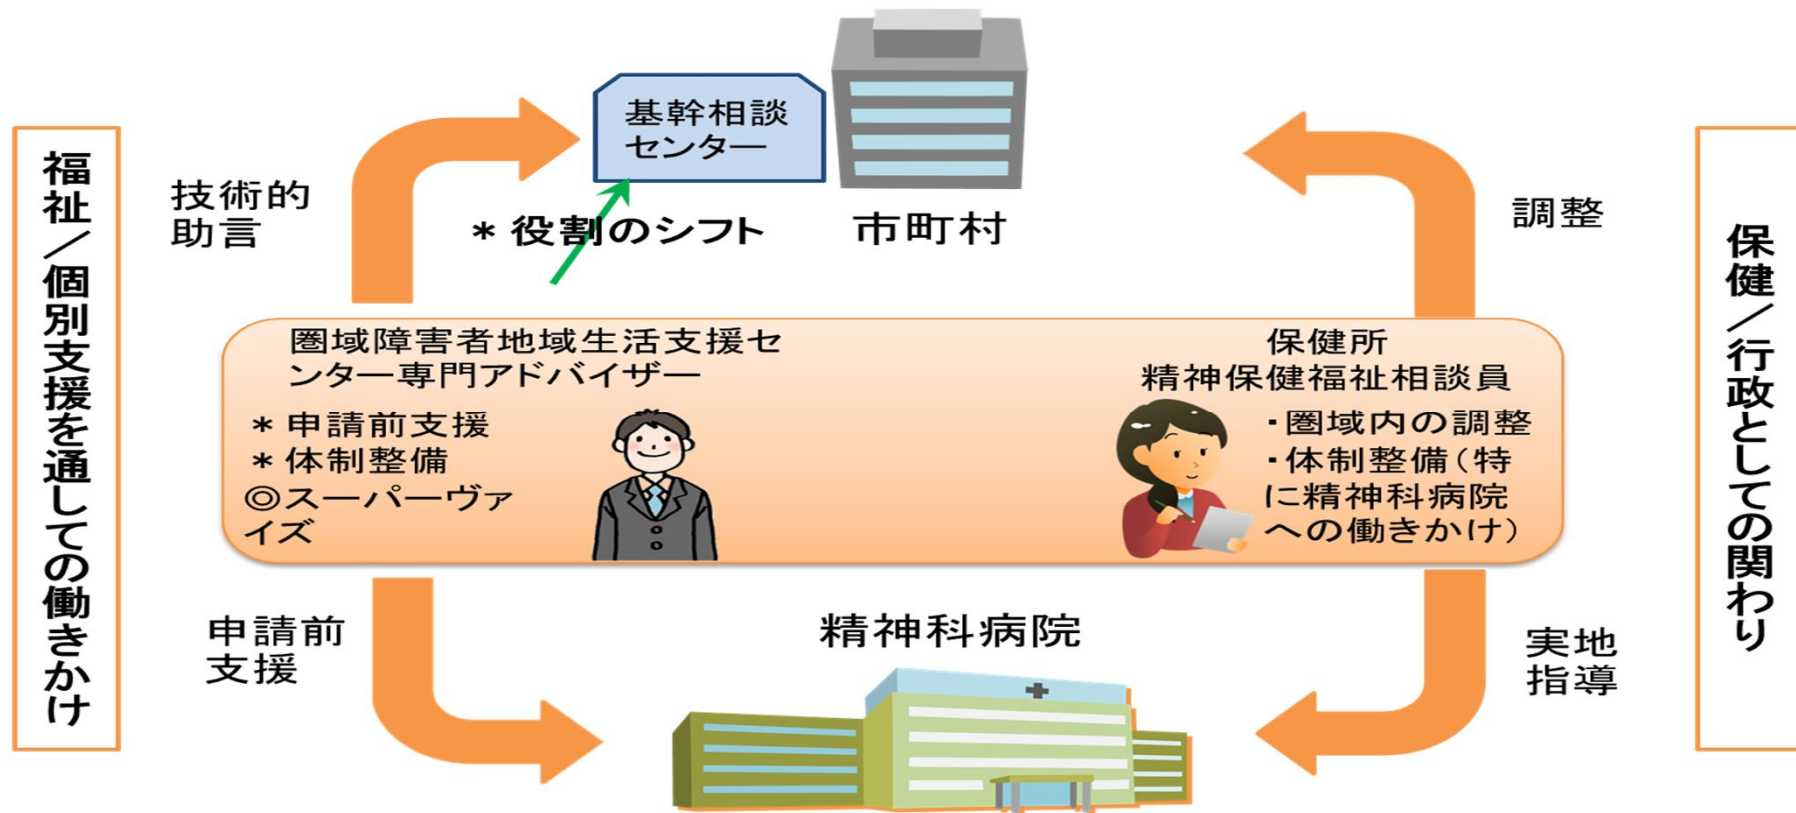 基幹相談
センター
技術的
助言
＊役割のシフト
市町村
調整
福祉／個別支援を通しての働きかけ
保健／行政としての関わり
圏域障害者地域生活支援セ
ンター専門アドバイザー
＊申請前支援
＊体制整備
◎スーパーヴァ
イズ
保健所
精神保健福祉相談員
・圏域内の調整
・体制整備（特
に精神科病院
への働きかけ）
申請前
支援
精神科病院
実地
指導